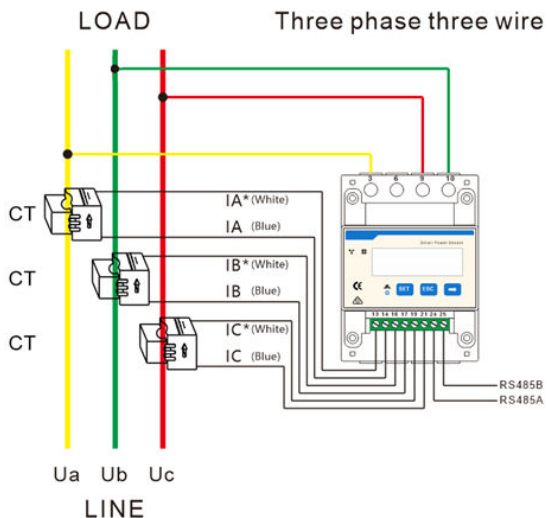 LOAD
Three phase three wire
3 6 9 10
CT
IA* (White)
IA (Blue)
Smart Power Sensor
CT
IB* (White)
IB (Blue)
CE
SET
ESC
CT
IC* (White)
IC (Blue)
13 14 16 17 19 21 24 25
RS485B
RS485A
Ua Ub Uc
LINE